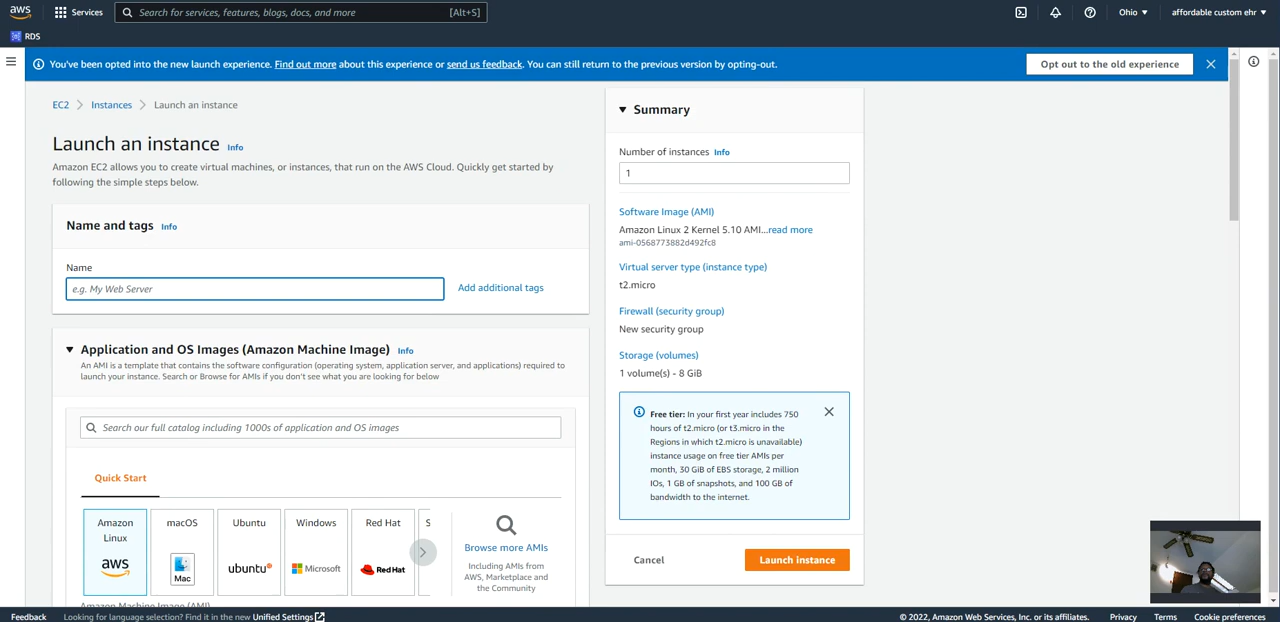 aws
Services
Search for services, features, blogs, docs, and more
[Alt+S]
Ohio ▼
affordable custom ehr ▼
RDS
You've been opted into the new launch experience. Find out more about this experience or send us feedback. You can still return to the previous version by opting-out.
Opt out to the old experience
EC2 > Instances > Launch an instance
Launch an instance Info
Amazon EC2 allows you to create virtual machines, or instances, that run on the AWS Cloud. Quickly get started by
following the simple steps below.
Name and tags Info
Name
e.g. My Web Server
Add additional tags
▼ Application and OS Images (Amazon Machine Image) Info
An AMI is a template that contains the software configuration (operating system, application server, and applications) required to
launch your instance. Search or Browse for AMIs if you don't see what you are looking for below
Search our full catalog including 1000s of application and OS images
Quick Start
Amazon
Linux
aws
macOS
Mac
Ubuntu
ubuntu
Windows
Microsoft
Red Hat
Red Hat
S
Browse more AMIs
Including AMIs from
AWS, Marketplace and
the Community
Amazon Machine Image (AMI)
▼ Summary
Number of instances Info
1
Software Image (AMI)
Amazon Linux 2 Kernel 5.10 AMI...read more
ami-0568773882d492fc8
Virtual server type (instance type)
t2.micro
Firewall (security group)
New security group
Storage (volumes)
1 volume(s) - 8 GiB
Free tier: In your first year includes 750
hours of t2.micro (or t3.micro in the
Regions in which t2.micro is unavailable)
instance usage on free tier AMIs per
month, 30 GiB of EBS storage, 2 million
IOs, 1 GB of snapshots, and 100 GB of
bandwidth to the internet.
Cancel
Launch instance
Feedback
Looking for language selection? Find it in the new Unified Settings
© 2022, Amazon Web Services, Inc. or its affiliates.
Privacy
Terms
Cookie preferences